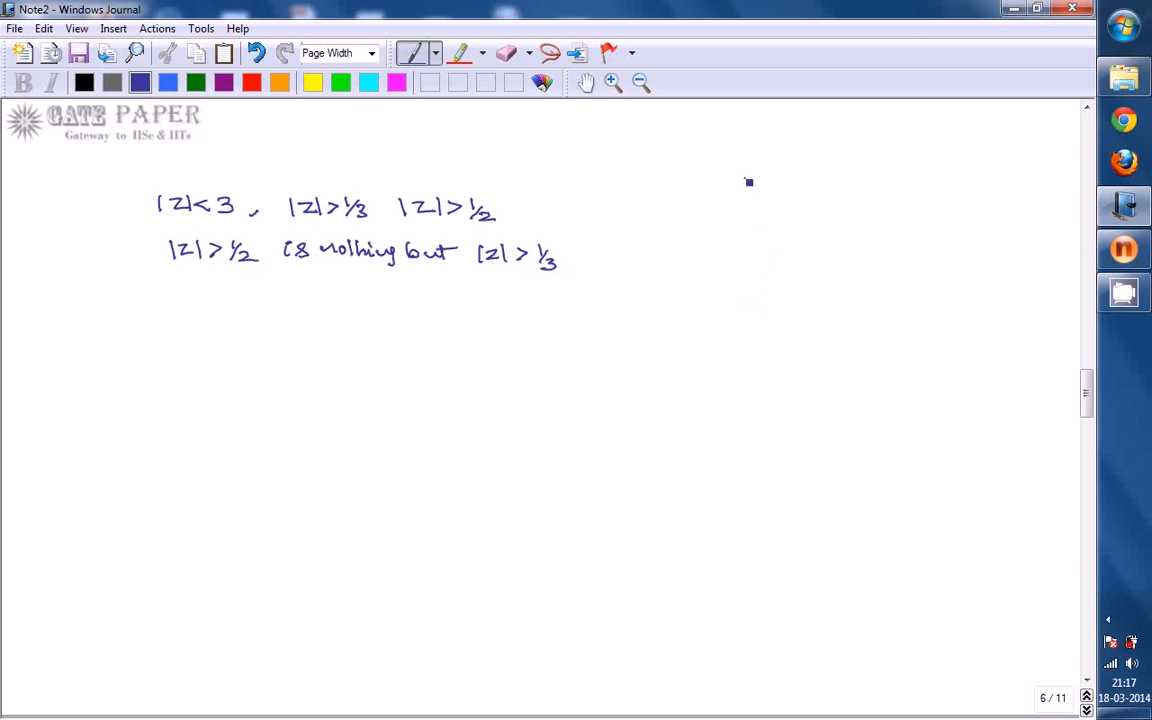 Note2 - Windows Journal
File Edit View Insert Actions Tools Help
Page Width
B I
GATE PAPER
Gateway to IISc & IITs
|z|<3 , |z|>1/3 |z|>1/2
|z|>1/2 is nothing but |z|>1/3
6 / 11
21:17
18-03-2014